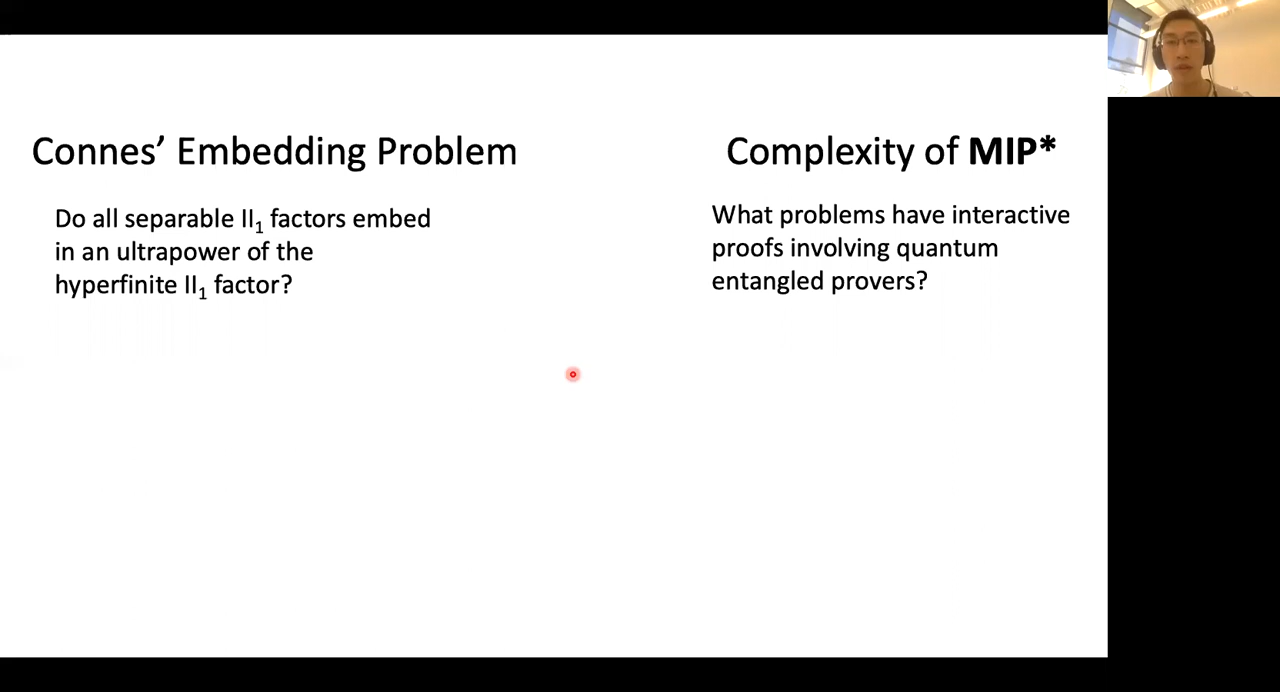 Connes’ Embedding Problem
Do all separable II₁ factors embed
in an ultrapower of the
hyperfinite II₁ factor?
Complexity of MIP*
What problems have interactive
proofs involving quantum
entangled provers?